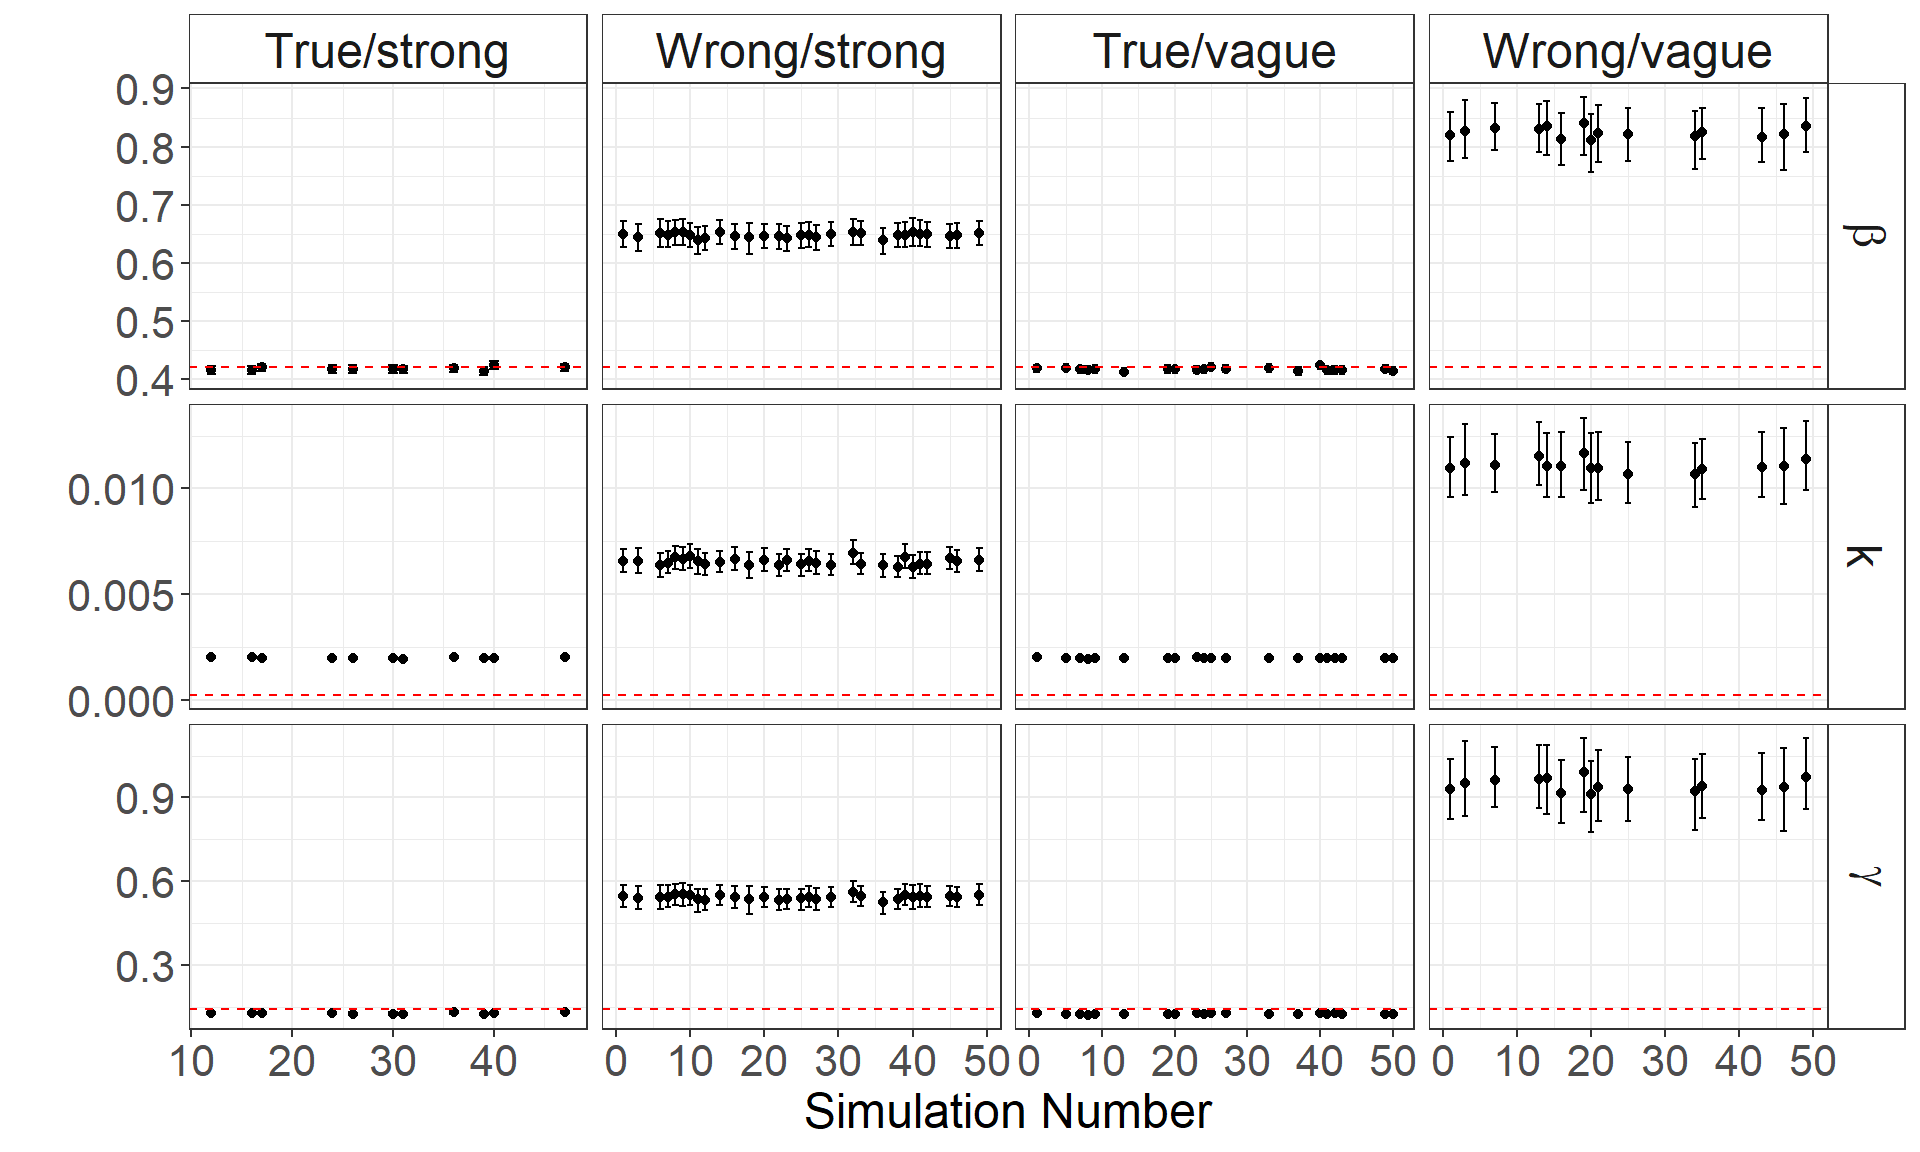 True/strong Wrong/strong True/vague Wrong/vague
0.9
0.8
0.7
0.6
0.5
0.4
β
0.010
0.005
0.000
k
0.9
0.6
0.3
γ
10 20 30 40 0 10 20 30 40 50 0 10 20 30 40 50 0 10 20 30 40 50
Simulation Number